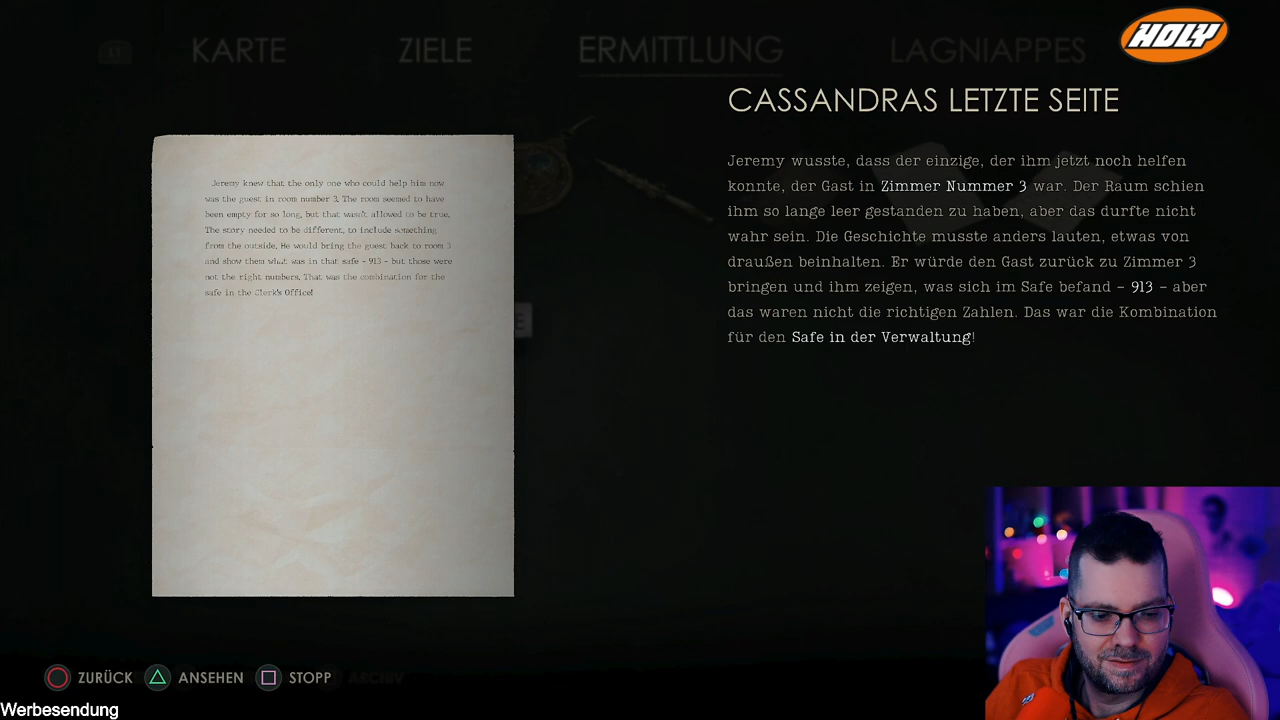 KARTE
ZIELE
ERMITTLUNG
LAGNIAPPES
HOLY
CASSANDRAS LETZTE SEITE
Jeremy knew that the only one who could help him now
was the guest in room number 3. The room seemed to have
been empty for so long, but that wasn't allowed to be true.
The story needed to be different, to include something
from the outside. He would bring the guest back to room 3
and show them what was in that safe - 913 - but those were
not the right numbers. That was the combination for the
safe in the Clerk's Office!
Jeremy wusste, dass der einzige, der ihm jetzt noch helfen
konnte, der Gast in Zimmer Nummer 3 war. Der Raum schien
ihm so lange leer gestanden zu haben, aber das durfte nicht
wahr sein. Die Geschichte musste anders lauten, etwas von
draußen beinhalten. Er würde den Gast zurück zu Zimmer 3
bringen und ihm zeigen, was sich im Safe befand – 913 – aber
das waren nicht die richtigen Zahlen. Das war die Kombination
für den Safe in der Verwaltung!
ZURÜCK
ANSEHEN
STOPP
ARCHIV
Werbesendung